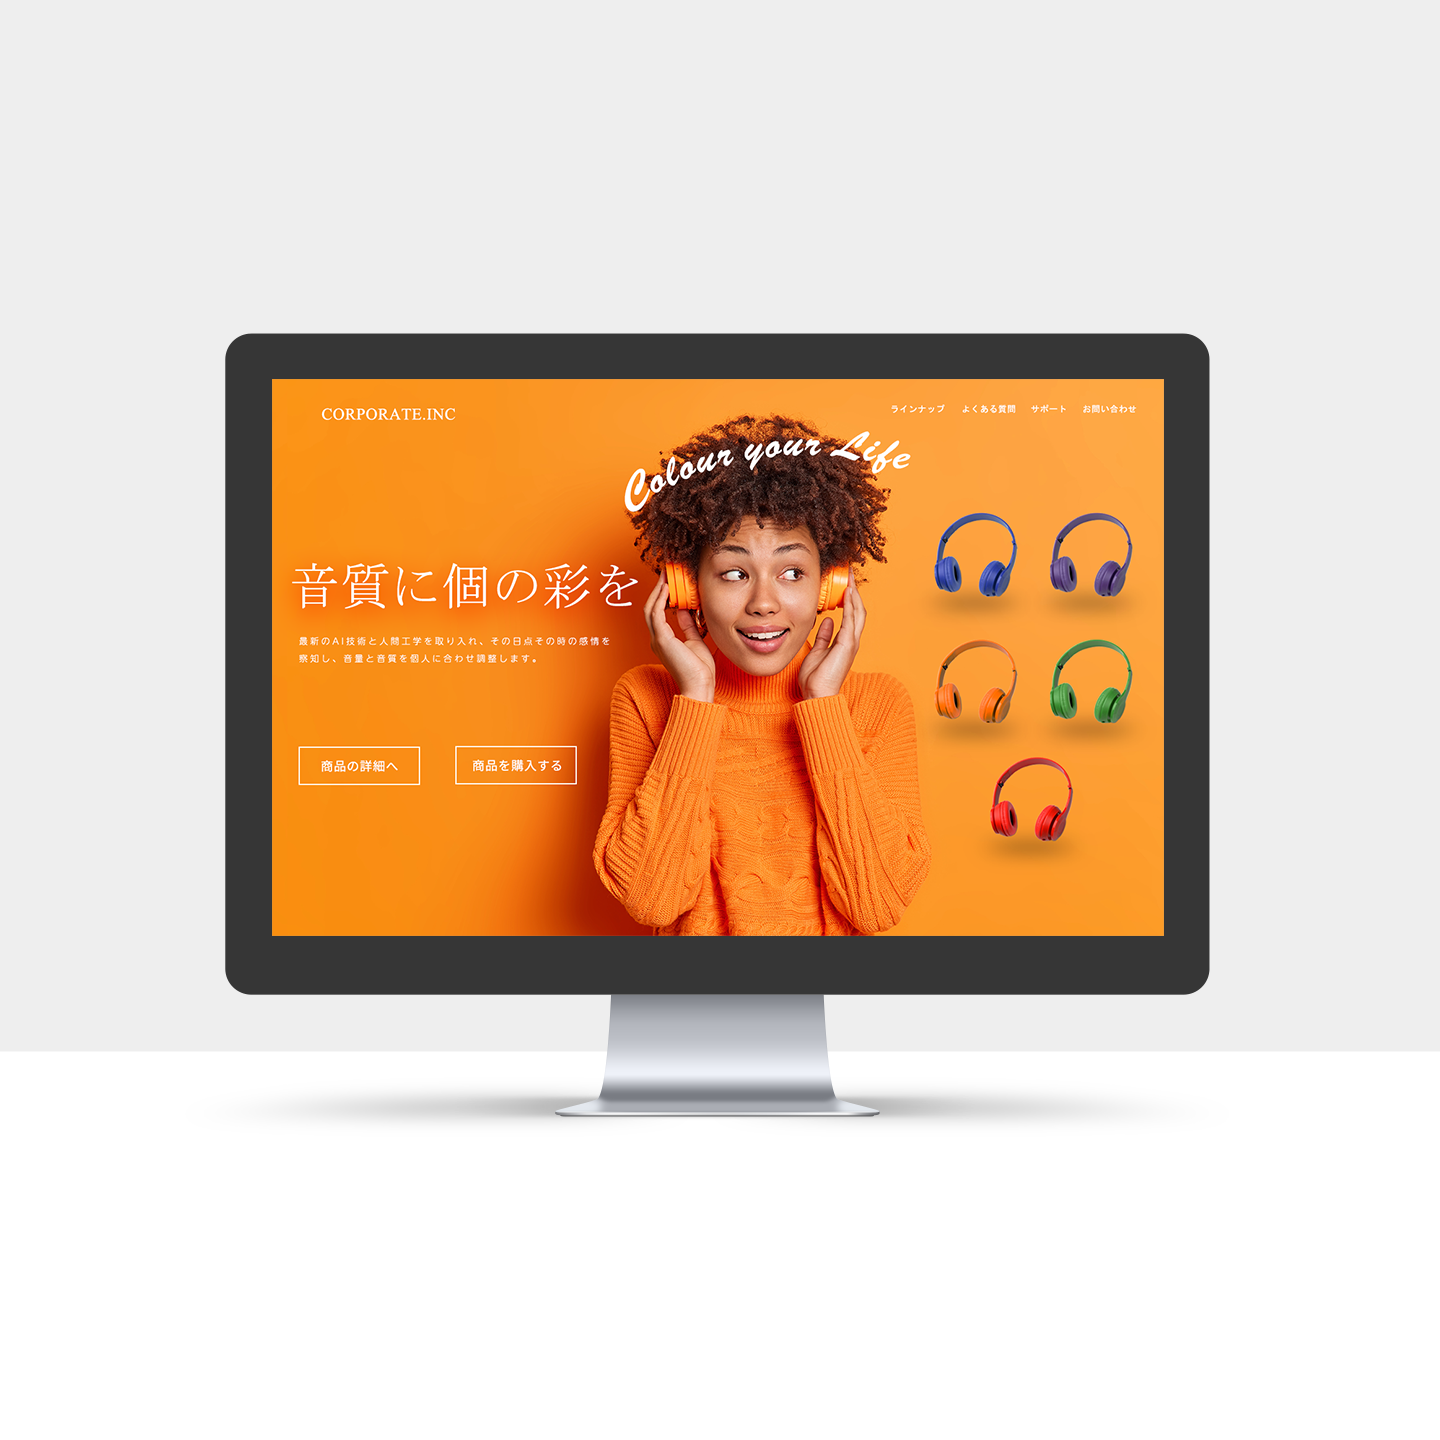 CORPORATE.INC
ラインナップ よくある質問 サポート お問い合わせ
Colour your Life
音質に個の彩を
最新のAI技術と人間工学を取り入れ、その日点その時の感情を
察知し、音量と音質を個人に合わせ調整します。
商品の詳細へ 商品を購入する